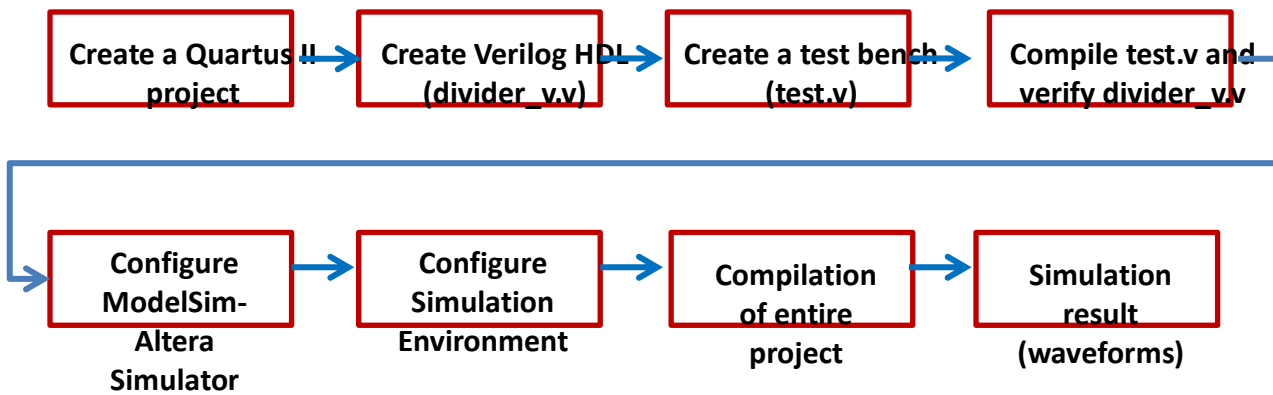 Create a Quartus II
project
Create Verilog HDL
(divider_v.v)
Create a test bench
(test.v)
Compile test.v and
verify divider_v.v
Configure
ModelSim-
Altera
Simulator
Configure
Simulation
Environment
Compilation
of entire
project
Simulation
result
(waveforms)